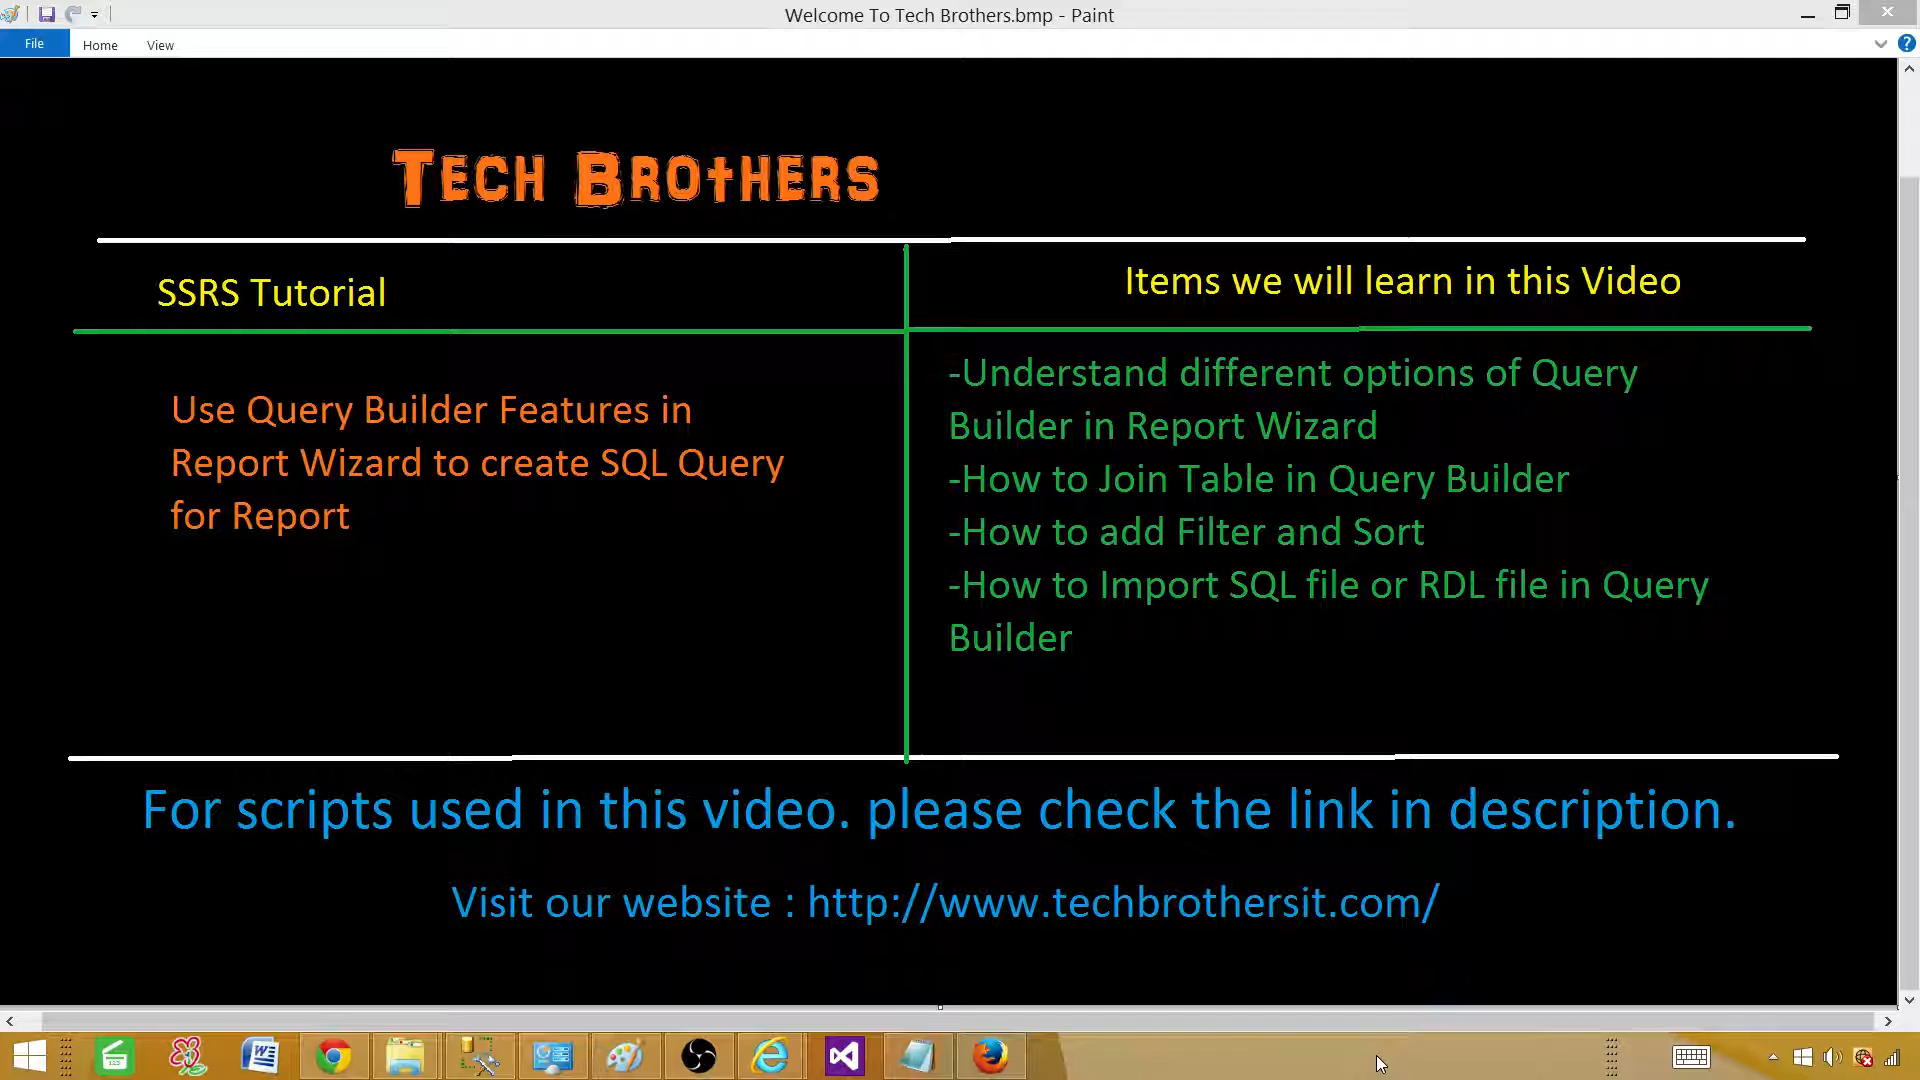 Welcome To Tech Brothers.bmp - Paint
File
Home
View
TECH BROTHERS
SSRS Tutorial
Items we will learn in this Video
Use Query Builder Features in
Report Wizard to create SQL Query
for Report
-Understand different options of Query
Builder in Report Wizard
-How to Join Table in Query Builder
-How to add Filter and Sort
-How to Import SQL file or RDL file in Query
Builder
For scripts used in this video. please check the link in description.
Visit our website : http://www.techbrothersit.com/